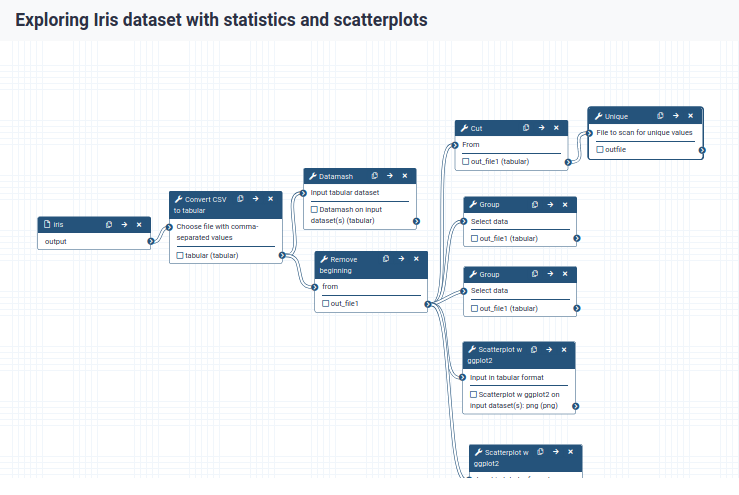 Exploring Iris dataset with statistics and scatterplots
Iris
output
Convert CSV
to tabular
Choose file with comma-
separated values
tabular (tabular)
Datamash
Input tabular dataset
Datamash on input
dataset(s) (tabular)
Remove
beginning
from
out_file1
Cut
From
out_file1 (tabular)
Unique
File to scan for unique values
outfile
Group
Select data
out_file1 (tabular)
Group
Select data
out_file1 (tabular)
Scatterplot w
ggplot2
Input in tabular format
Scatterplot w ggplot2 on
input dataset(s): png (png)
Scatterplot w
ggplot2